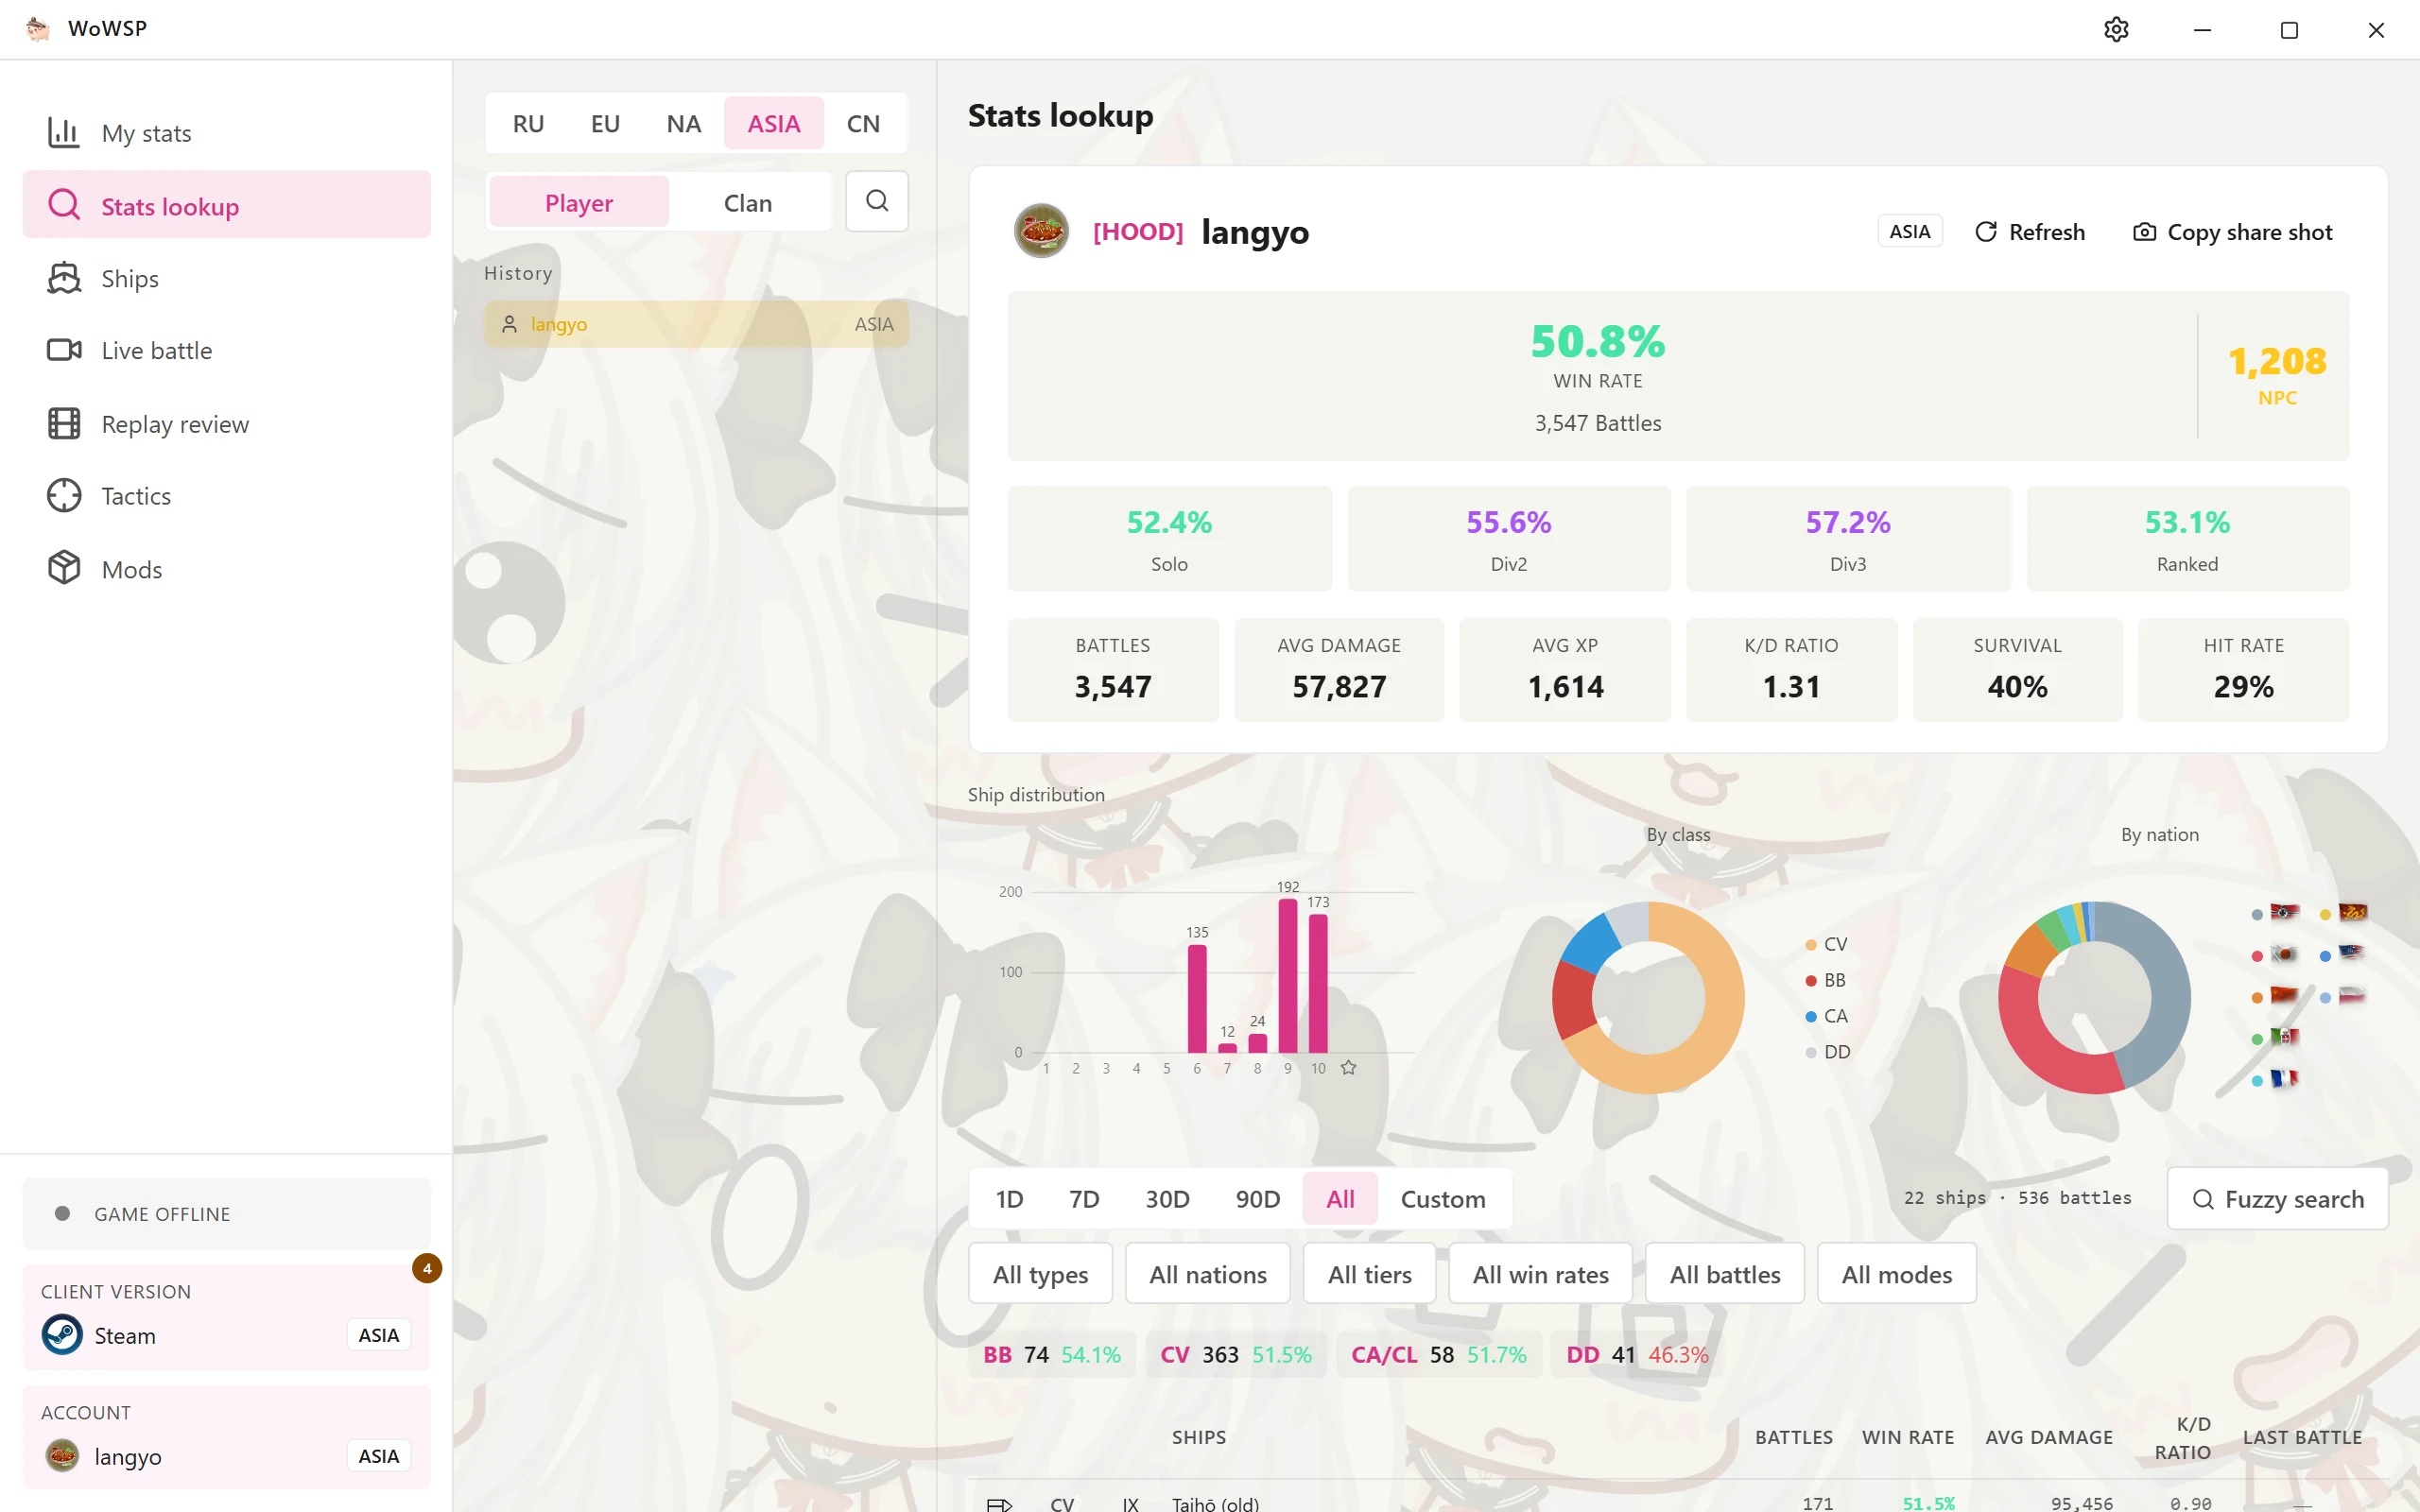 WoWSP
My stats
Stats lookup
Ships
Live battle
Replay review
Tactics
Mods
GAME OFFLINE
4
CLIENT VERSION
Steam ASIA
ACCOUNT
langyo ASIA
RU EU NA ASIA CN
Player Clan
History
langyo ASIA
Stats lookup
[HOOD] langyo ASIA Refresh Copy share shot
50.8%
WIN RATE
3,547 Battles
1,208
NPC
52.4% 55.6% 57.2% 53.1%
Solo Div2 Div3 Ranked
BATTLES AVG DAMAGE AVG XP K/D RATIO SURVIVAL HIT RATE
3,547 57,827 1,614 1.31 40% 29%
Ship distribution
200
100
0
135
12
24
192
173
1 2 3 4 5 6 7 8 9 10
By class
CV
BB
CA
DD
By nation
1D 7D 30D 90D All Custom
22 ships · 536 battles
Fuzzy search
All types All nations All tiers All win rates All battles All modes
BB 74 54.1% CV 363 51.5% CA/CL 58 51.7% DD 41 46.3%
SHIPS BATTLES WIN RATE AVG DAMAGE K/D RATIO LAST BATTLE
CV IX Taihō (old) 171 51.5% 95,456 0.90 —